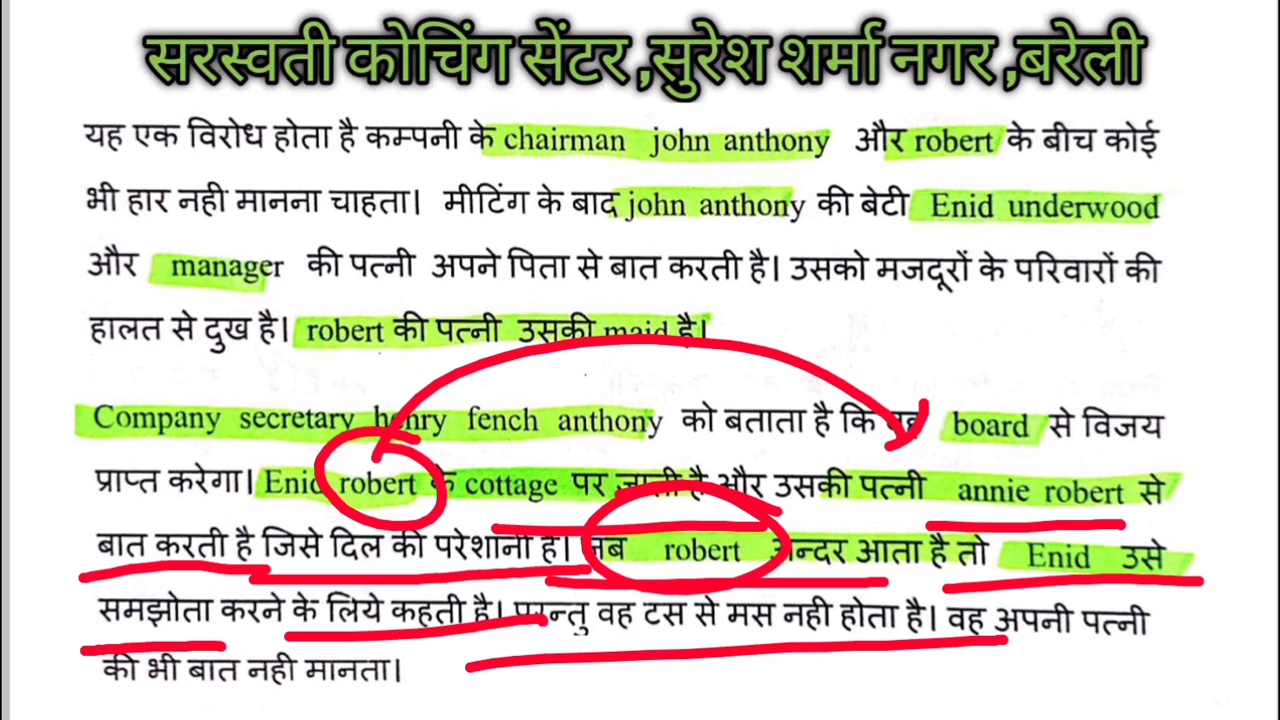 सरस्वती कोचिंग सेंटर ,सुरेश शर्मा नगर ,बरेली
यह एक विरोध होता है कम्पनी के chairman john anthony और robert के बीच कोई
भी हार नही मानना चाहता। मीटिंग के बाद john anthony की बेटी Enid underwood
और manager की पत्नी अपने पिता से बात करती है। उसको मजदूरों के परिवारों की
हालत से दुख है। robert की पत्नी उसकी maid है।
Company secretary henry fench anthony को बताता है कि वह board से विजय
प्राप्त करेगा। Enid robert के cottage पर जाती है और उसकी पत्नी annie robert से
बात करती है जिसे दिल की परेशानी है। जब robert अन्दर आता है तो Enid उसे
समझोता करने के लिये कहती है। परन्तु वह टस से मस नही होता है। वह अपनी पत्नी
की भी बात नही मानता।